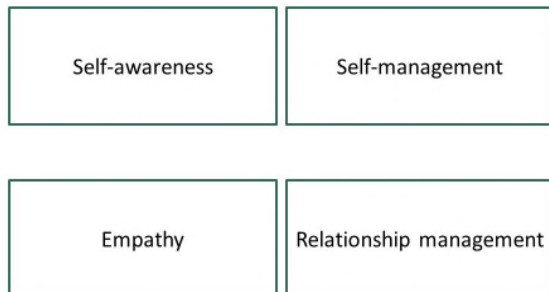 Self-awareness
Self-management
Empathy
Relationship management